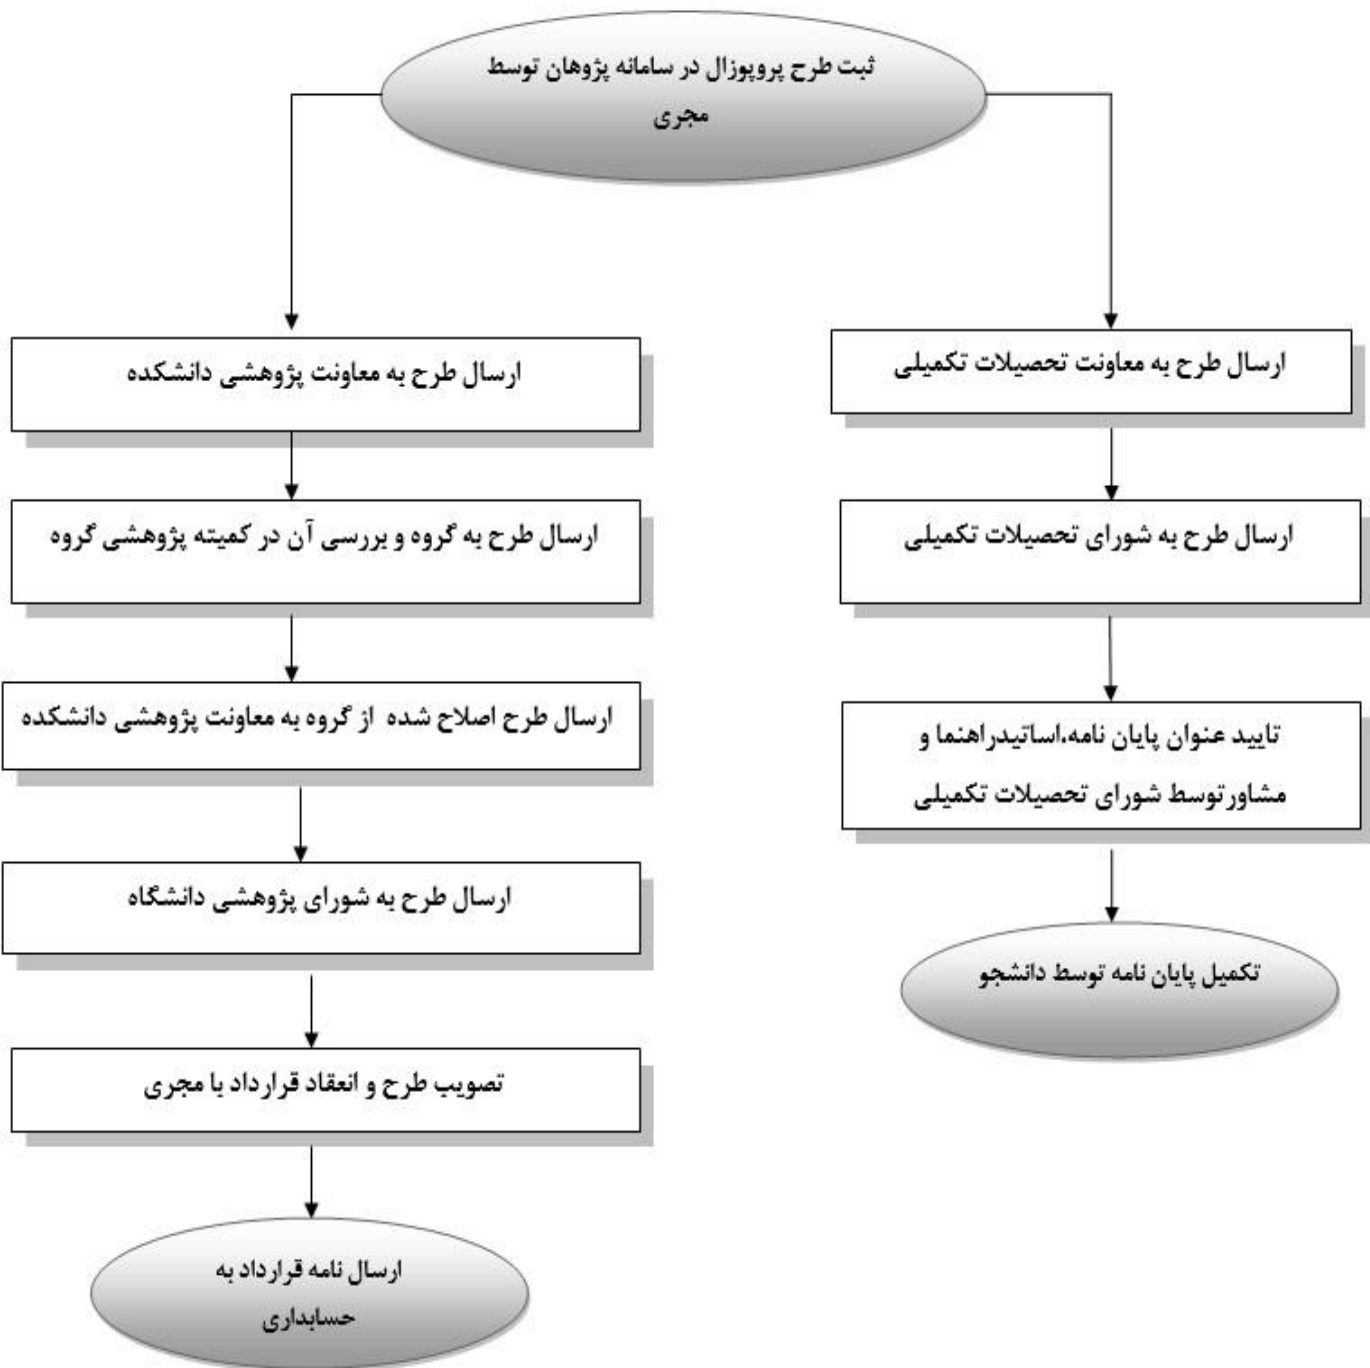 ثبت طرح پروپوزال در سامانه پژوهان توسط
مجری
ارسال طرح به معاونت تحصیلات تکمیلی
ارسال طرح به شورای تحصیلات تکمیلی
تایید عنوان پایان نامه،اساتیدراهنما و
مشاورتوسط شورای تحصیلات تکمیلی
تکمیل پایان نامه توسط دانشجو
ارسال طرح به معاونت پژوهشی دانشکده
ارسال طرح به گروه و بررسی آن در کمیته پژوهشی گروه
ارسال طرح اصلاح شده از گروه به معاونت پژوهشی دانشکده
ارسال طرح به شورای پژوهشی دانشگاه
تصویب طرح و انعقاد قرارداد با مجری
ارسال نامه قرارداد به
حسابداری